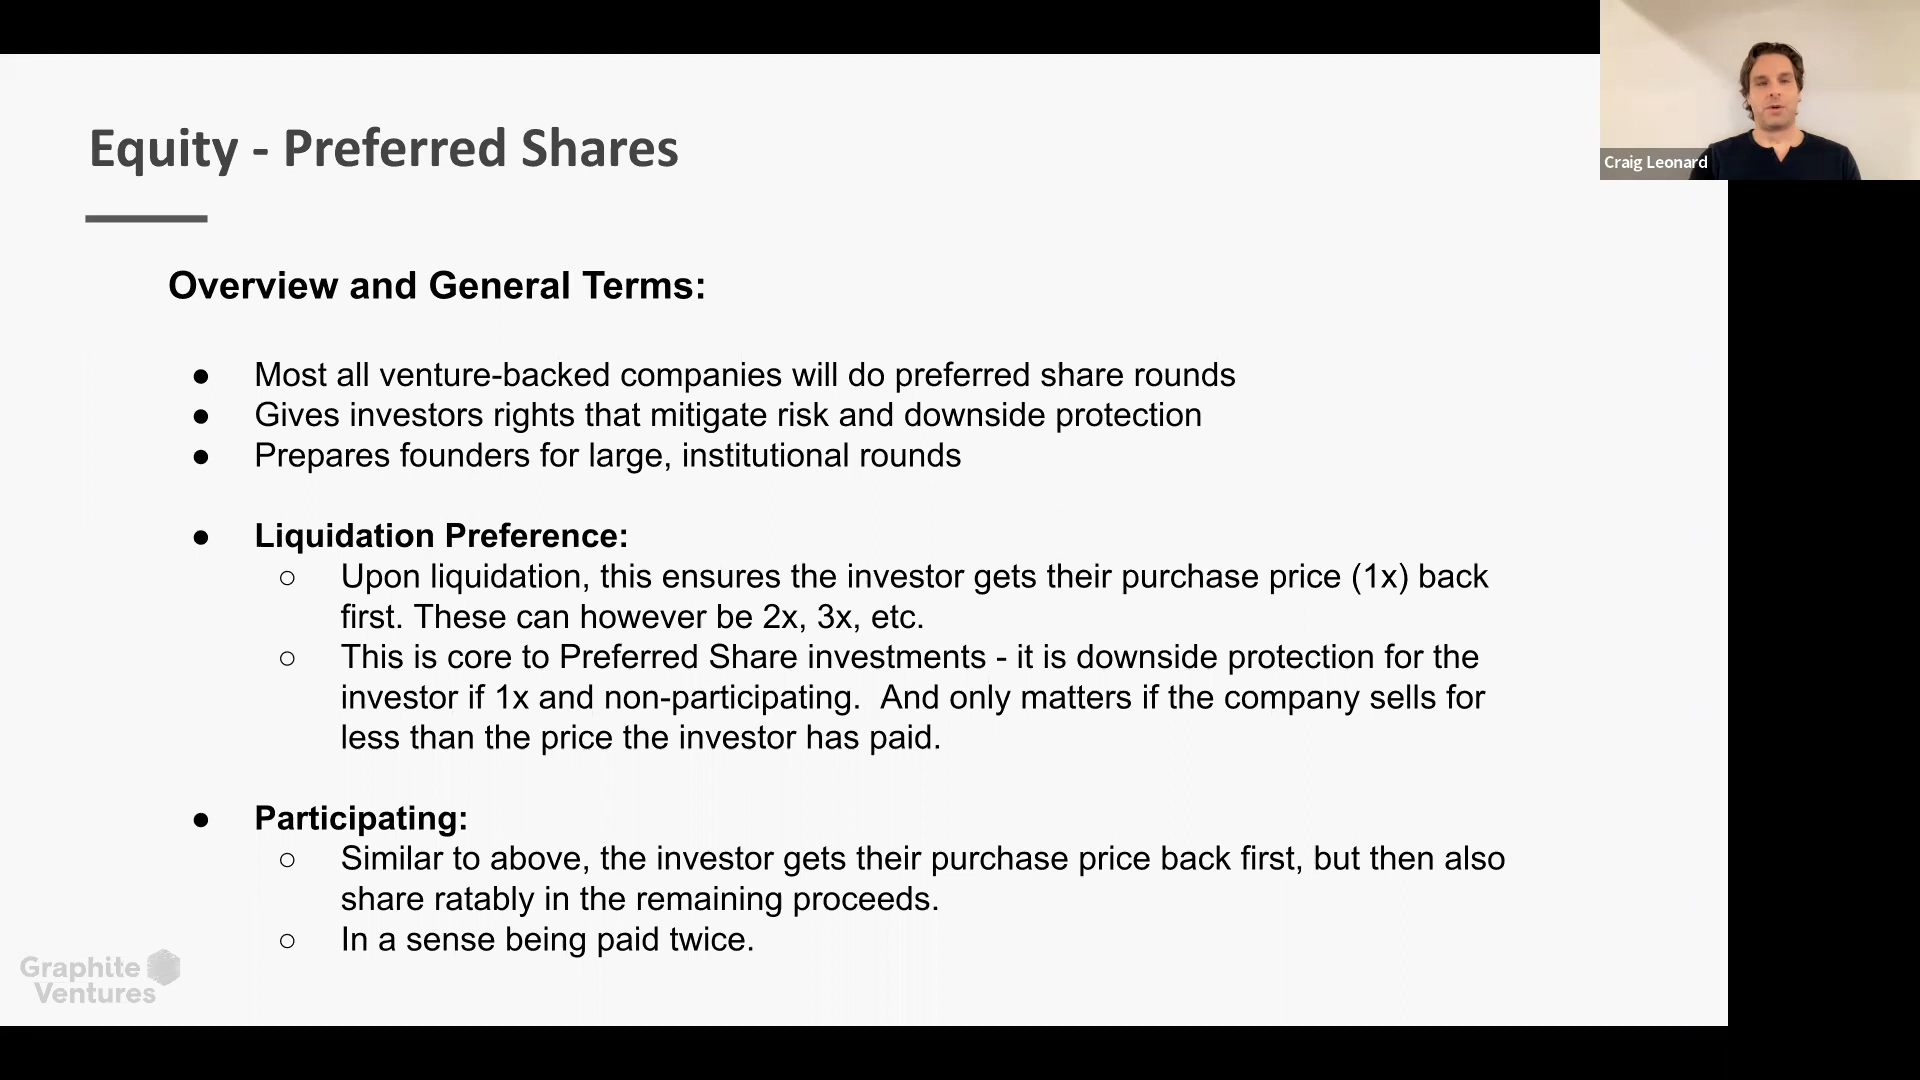 Craig Leonard
Equity - Preferred Shares
Overview and General Terms:
● Most all venture-backed companies will do preferred share rounds
● Gives investors rights that mitigate risk and downside protection
● Prepares founders for large, institutional rounds
● Liquidation Preference:
○ Upon liquidation, this ensures the investor gets their purchase price (1x) back
first. These can however be 2x, 3x, etc.
○ This is core to Preferred Share investments - it is downside protection for the
investor if 1x and non-participating.  And only matters if the company sells for
less than the price the investor has paid.
● Participating:
○ Similar to above, the investor gets their purchase price back first, but then also
share ratably in the remaining proceeds.
○ In a sense being paid twice.
Graphite
Ventures